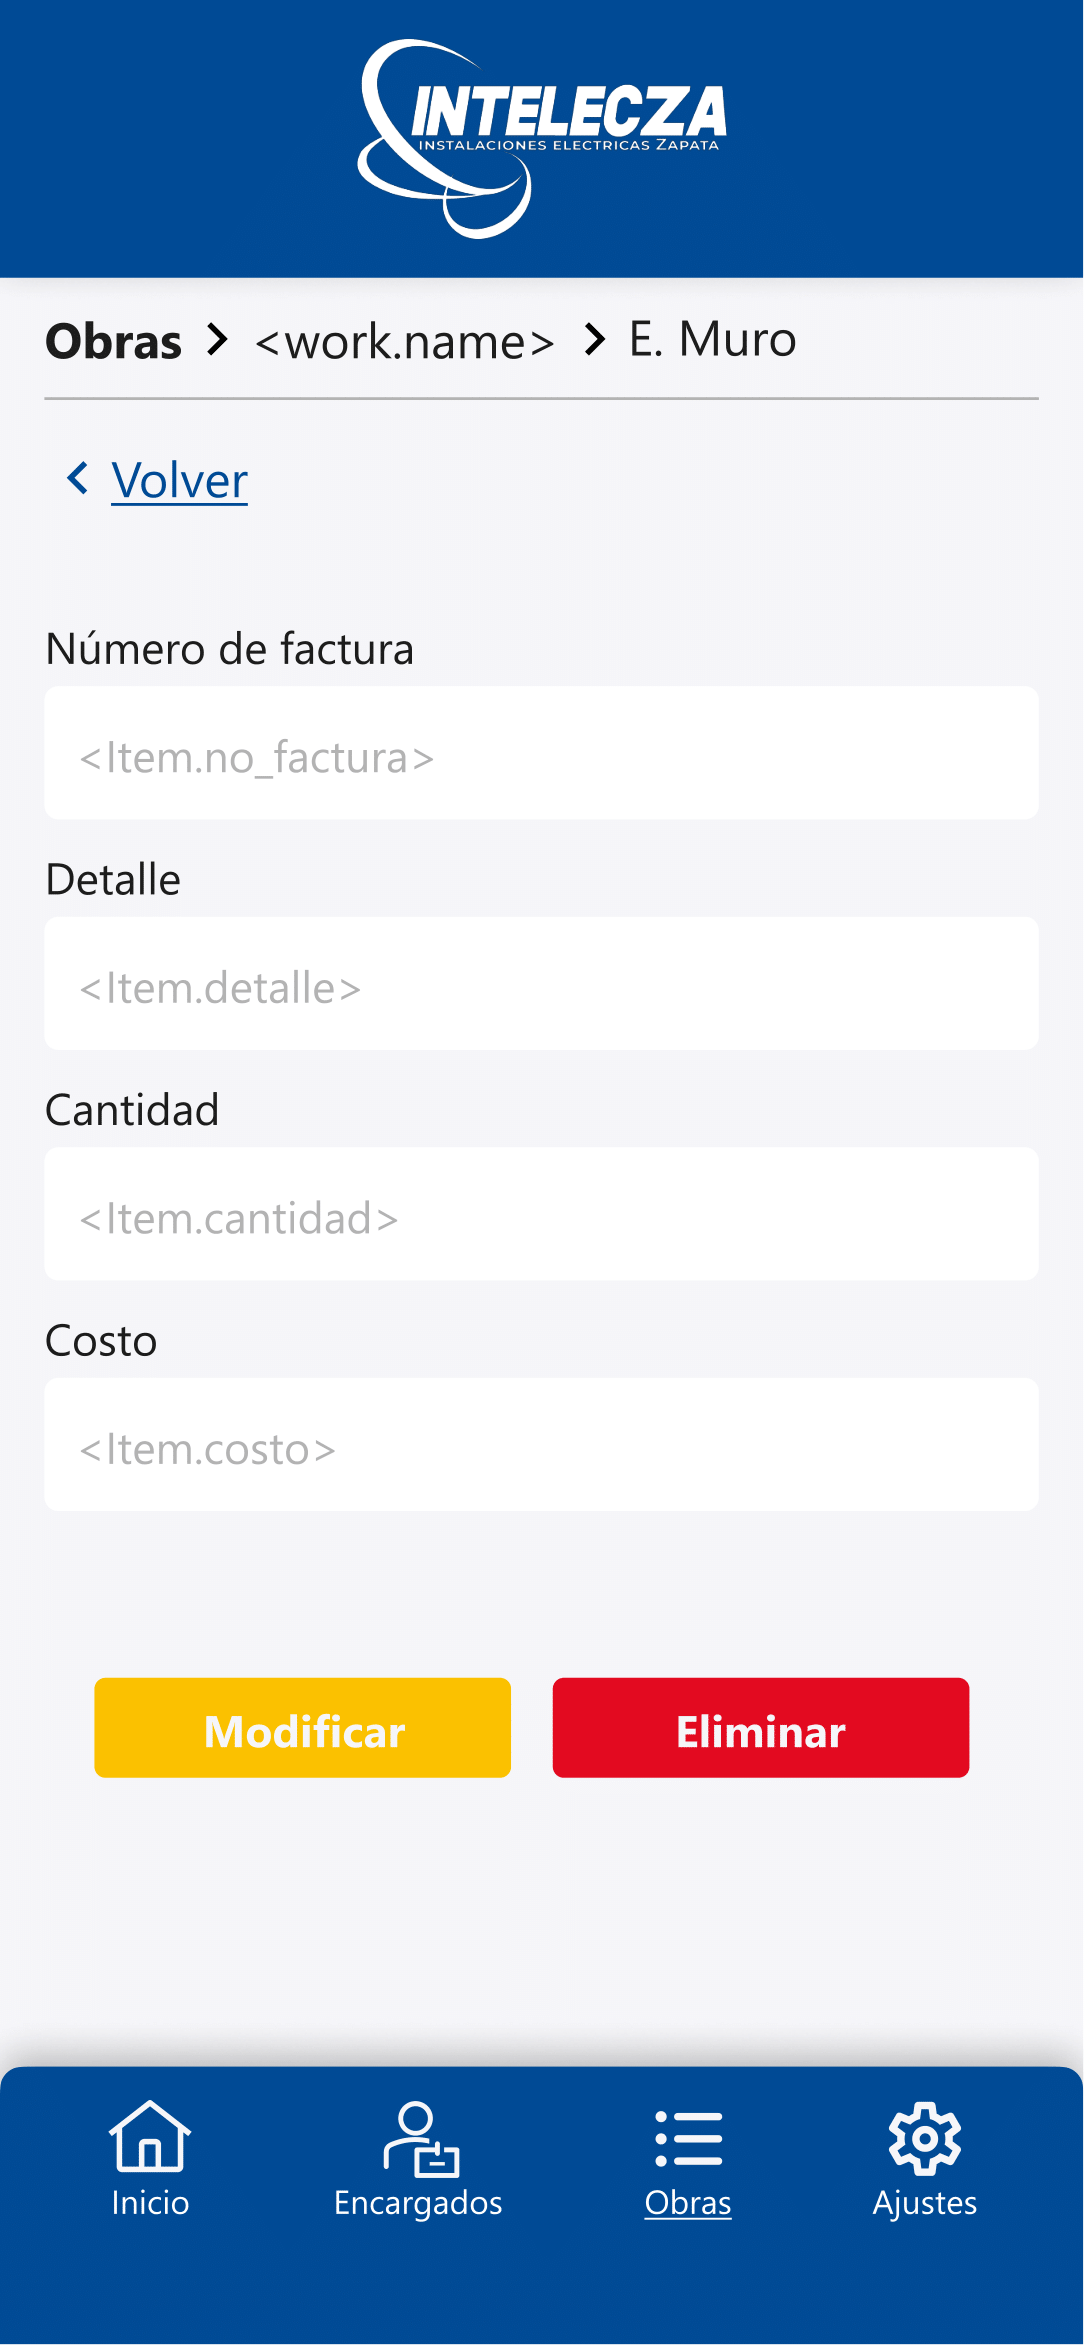 INTELECZA
INSTALACIONES ELECTRICAS ZAPATA
Obras > <work.name> > E. Muro
< Volver
Número de factura
<Item.no_factura>
Detalle
<Item.detalle>
Cantidad
<Item.cantidad>
Costo
<Item.costo>
Modificar Eliminar
Inicio Encargados Obras Ajustes